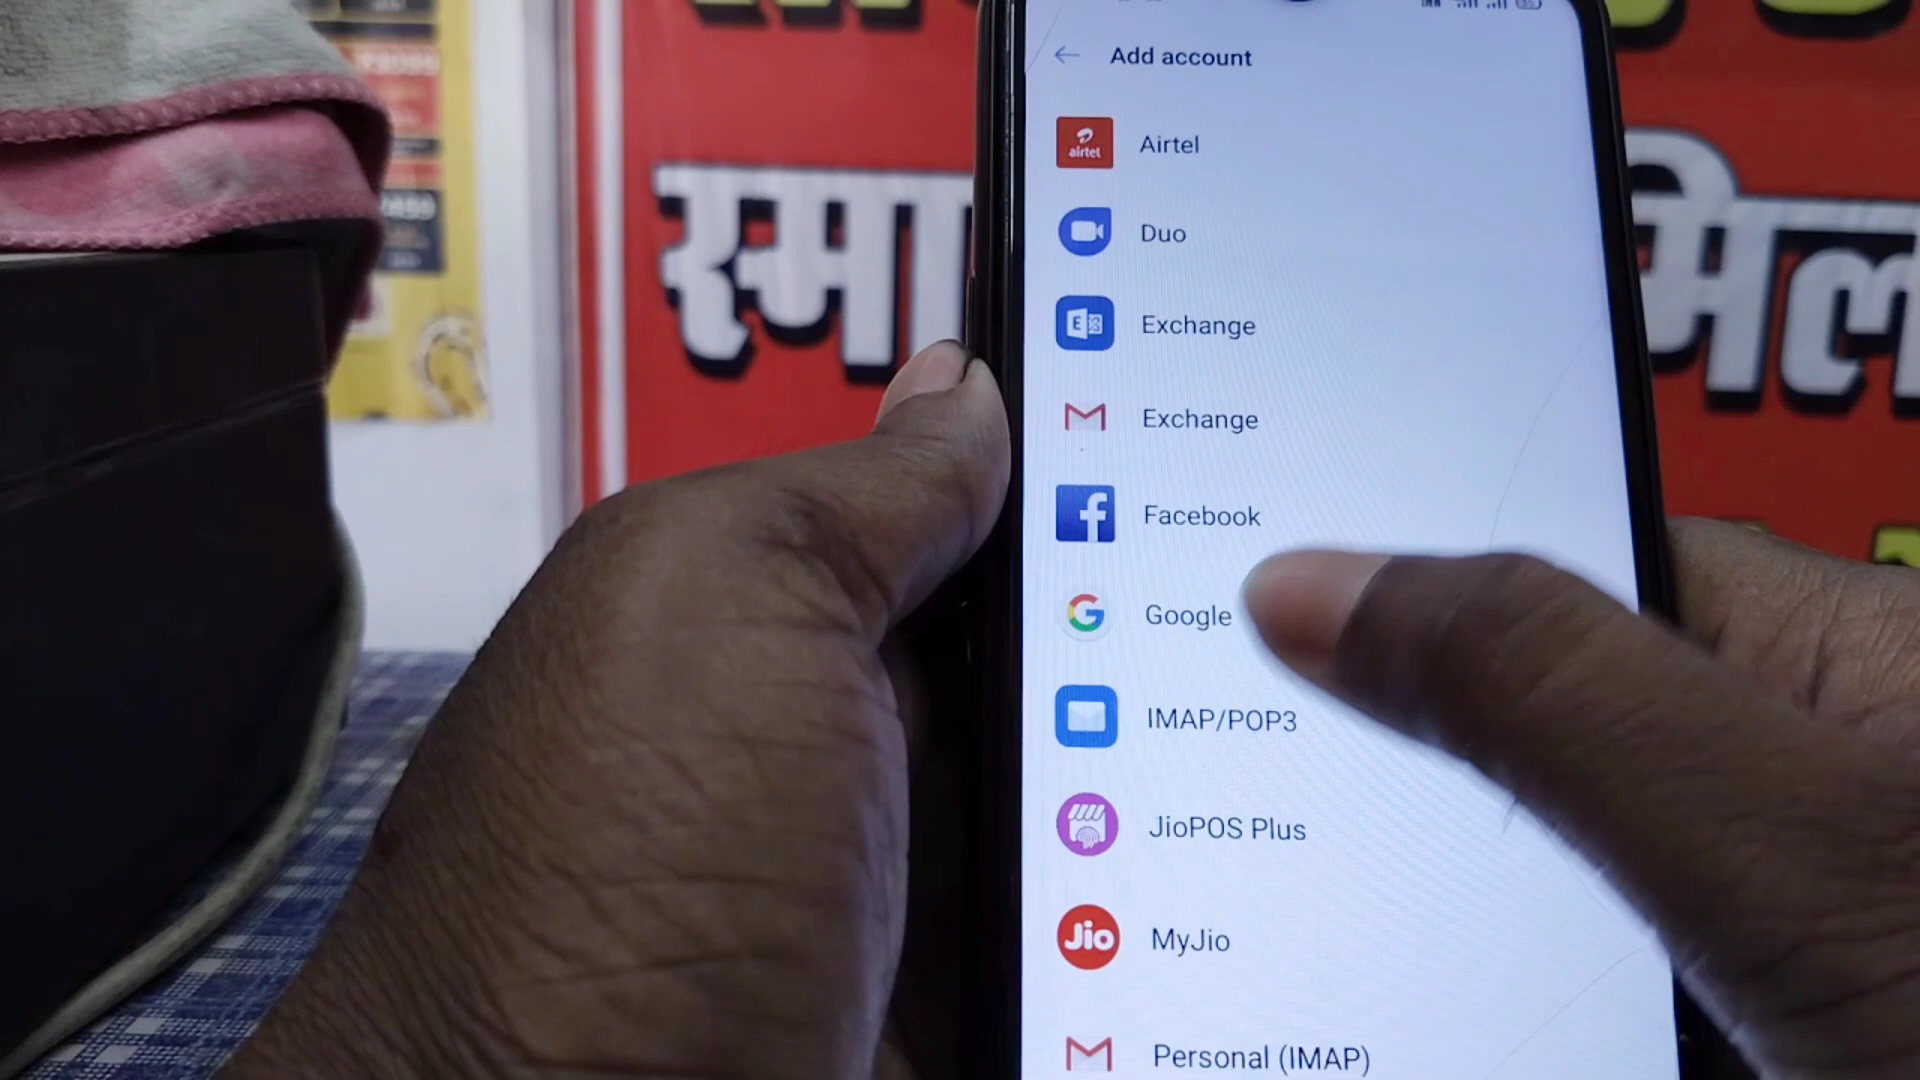 Add account
airtel
Airtel
Duo
Exchange
Exchange
Facebook
Google
IMAP/POP3
JioPOS Plus
Jio
MyJio
Personal (IMAP)
स्मा
मिल